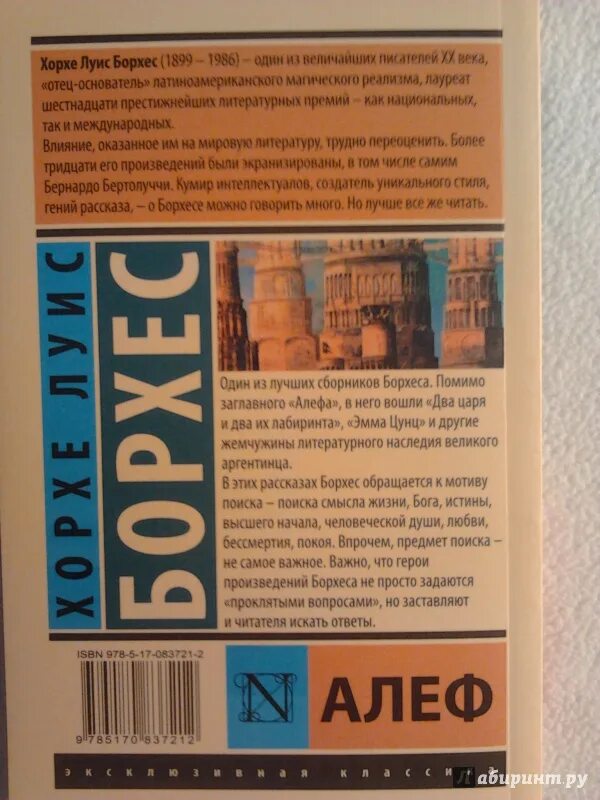 Хорхе Луис Борхес (1899 – 1986) – один из величайших писателей XX века,
«отец-основатель» латиноамериканского магического реализма, лауреат
шестнадцати престижнейших литературных премий – как национальных,
так и международных.
Влияние, оказанное им на мировую литературу, трудно переоценить. Более
тридцати его произведений были экранизированы, в том числе самим
Бернардо Бертолуччи. Кумир интеллектуалов, создатель уникального стиля,
гений рассказа, – о Борхесе можно говорить много. Но лучше все же читать.
ХОРХЕ ЛУИС
БОРХЕС
Один из лучших сборников Борхеса. Помимо
заглавного «Алефа», в него вошли «Два царя
и два их лабиринта», «Эмма Цунц» и другие
жемчужины литературного наследия великого
аргентинца.
В этих рассказах Борхес обращается к мотиву
поиска – поиска смысла жизни, Бога, истины,
высшего начала, человеческой души, любви,
бессмертия, покоя. Впрочем, предмет поиска –
не самое важное. Важно, что герои
произведений Борхеса не просто задаются
«проклятыми вопросами», но заставляют
и читателя искать ответы.
ISBN 978-5-17-083721-2
9 785170 837212
N
АЛЕФ
эксклюзивная классика
Лабиринт.ру